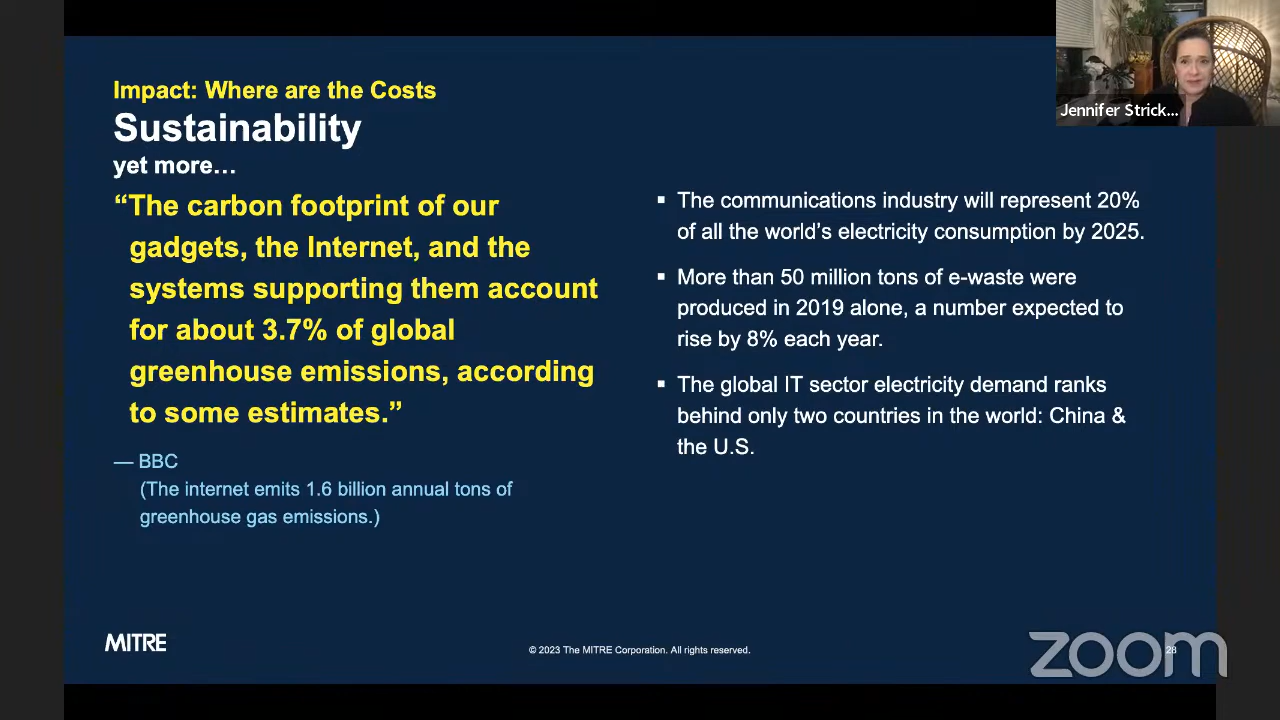 Impact: Where are the Costs
Sustainability
yet more…
“The carbon footprint of our
gadgets, the Internet, and the
systems supporting them account
for about 3.7% of global
greenhouse emissions, according
to some estimates.”
— BBC
(The internet emits 1.6 billion annual tons of
greenhouse gas emissions.)
▪ The communications industry will represent 20%
of all the world’s electricity consumption by 2025.
▪ More than 50 million tons of e-waste were
produced in 2019 alone, a number expected to
rise by 8% each year.
▪ The global IT sector electricity demand ranks
behind only two countries in the world: China &
the U.S.
Jennifer Strick...
MITRE
© 2023 The MITRE Corporation. All rights reserved.
28
zoom